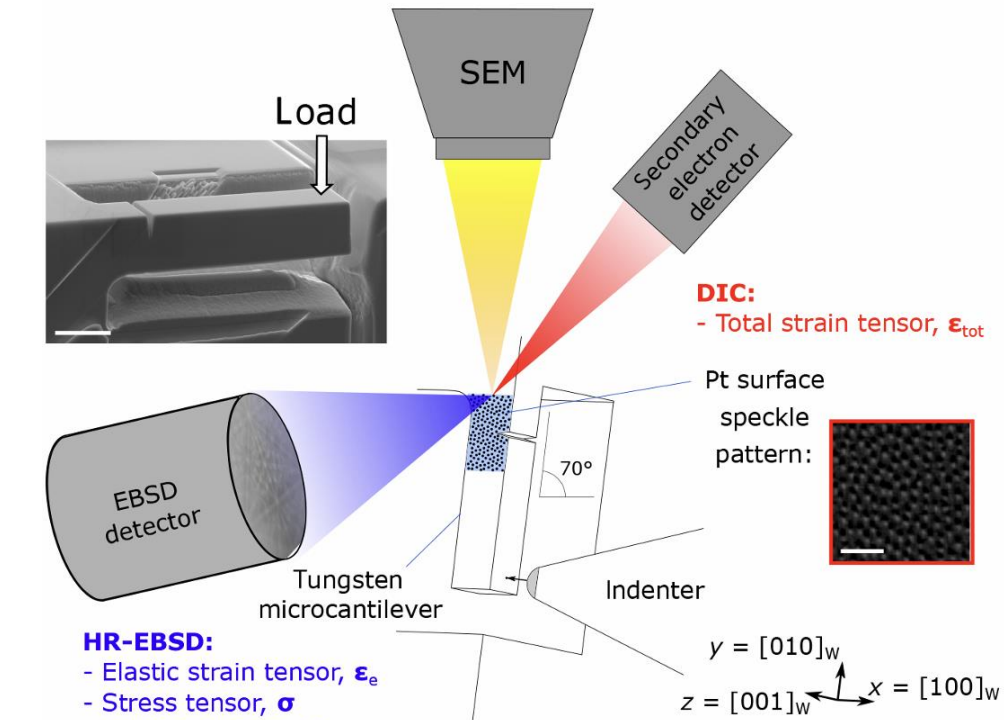 SEM
Load
Secondary
electron
detector
DIC:
- Total strain tensor, εtot
Pt surface
speckle
pattern:
70°
EBSD
detector
Tungsten
microcantilever
Indenter
HR-EBSD:
- Elastic strain tensor, εe
- Stress tensor, σ
y = [010]W
z = [001]W
x = [100]W